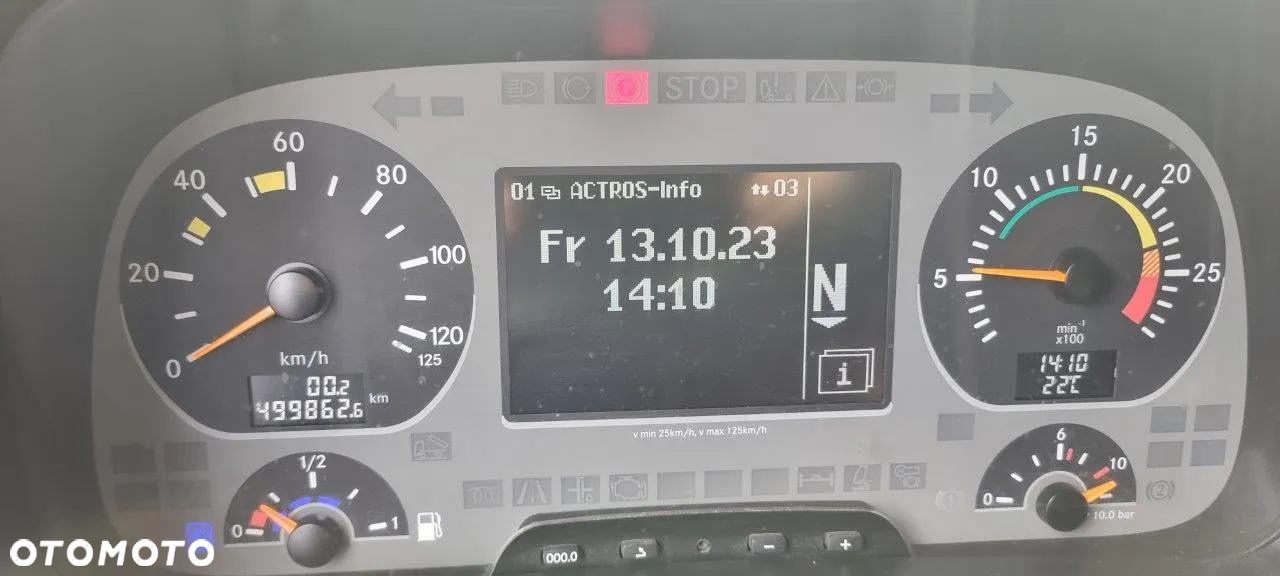 STOP
60
40
80
20
100
0
120
125
km/h
00.2
499862.6 km
01 ACTROS-Info 03
Fr 13.10.23
14:10
N
i
v min 25km/h, v max 125km/h
15
10
20
5
25
min⁻¹
x100
1410
22°C
1/2
0
1
6
0
10
10.0 bar
2
000.0
-
+
OTOMOTO